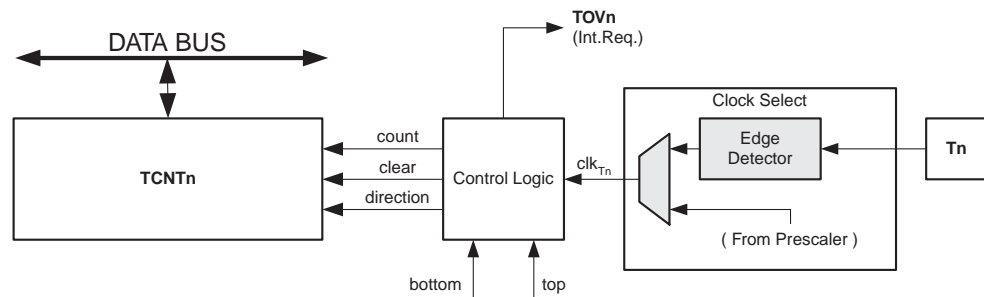 TOVn
(Int.Req.)
DATA BUS
Clock Select
count
Edge
Detector
Tn
TCNTn
clear
Control Logic
clkTn
direction
( From Prescaler )
bottom
top